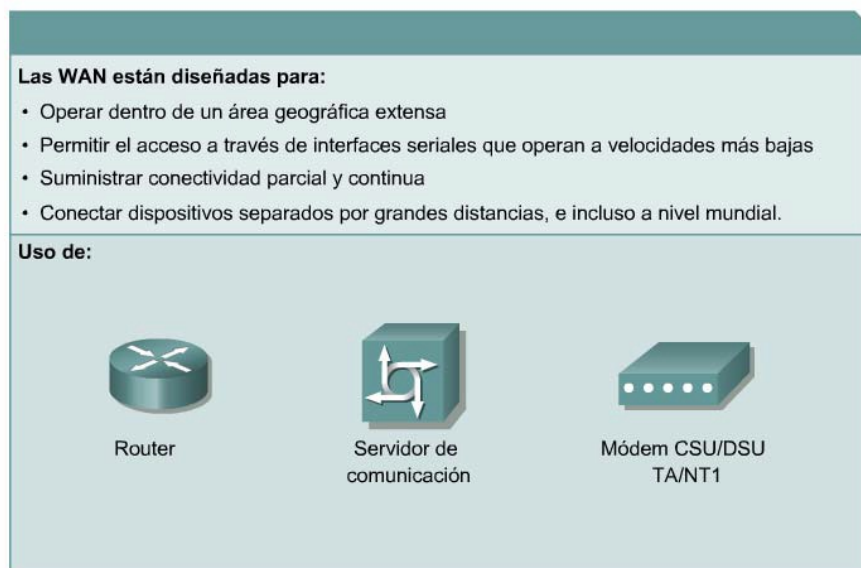 Las WAN están diseñadas para:
• Operar dentro de un área geográfica extensa
• Permitir el acceso a través de interfaces seriales que operan a velocidades más bajas
• Suministrar conectividad parcial y continua
• Conectar dispositivos separados por grandes distancias, e incluso a nivel mundial.
Uso de:
Router
Servidor de
comunicación
Módem CSU/DSU
TA/NT1